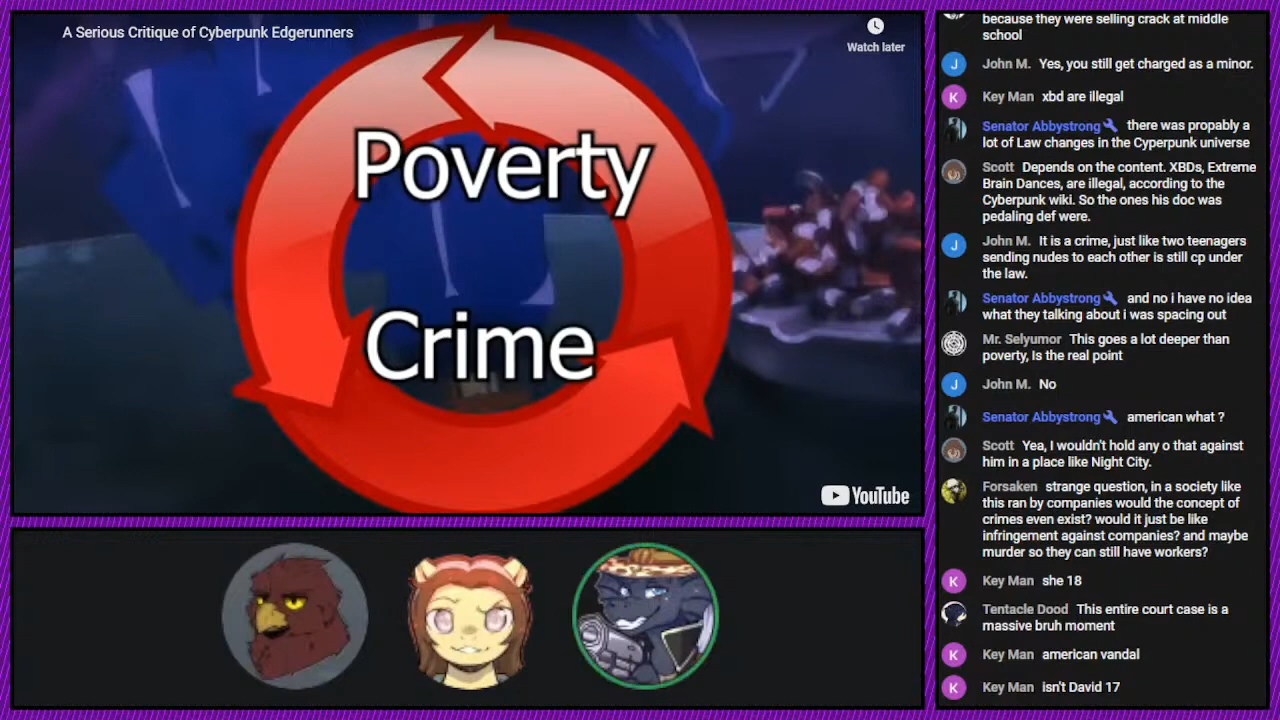 A Serious Critique of Cyberpunk Edgerunners
Watch later
Poverty
Crime
YouTube
because they were selling crack at middle
school
J John M. Yes, you still get charged as a minor.
K Key Man xbd are illegal
Senator Abbystrong there was propably a
lot of Law changes in the Cyperpunk universe
Scott Depends on the content. XBDs, Extreme
Brain Dances, are illegal, according to the
Cyberpunk wiki. So the ones his doc was
pedaling def were.
J John M. It is a crime, just like two teenagers
sending nudes to each other is still cp under
the law.
Senator Abbystrong and no i have no idea
what they talking about i was spacing out
Mr. Selyumor This goes a lot deeper than
poverty, Is the real point
J John M. No
Senator Abbystrong american what ?
Scott Yea, I wouldn't hold any o that against
him in a place like Night City.
Forsaken strange question, in a society like
this ran by companies would the concept of
crimes even exist? would it just be like
infringement against companies? and maybe
murder so they can still have workers?
K Key Man she 18
Tentacle Dood This entire court case is a
massive bruh moment
K Key Man american vandal
K Key Man isn't David 17